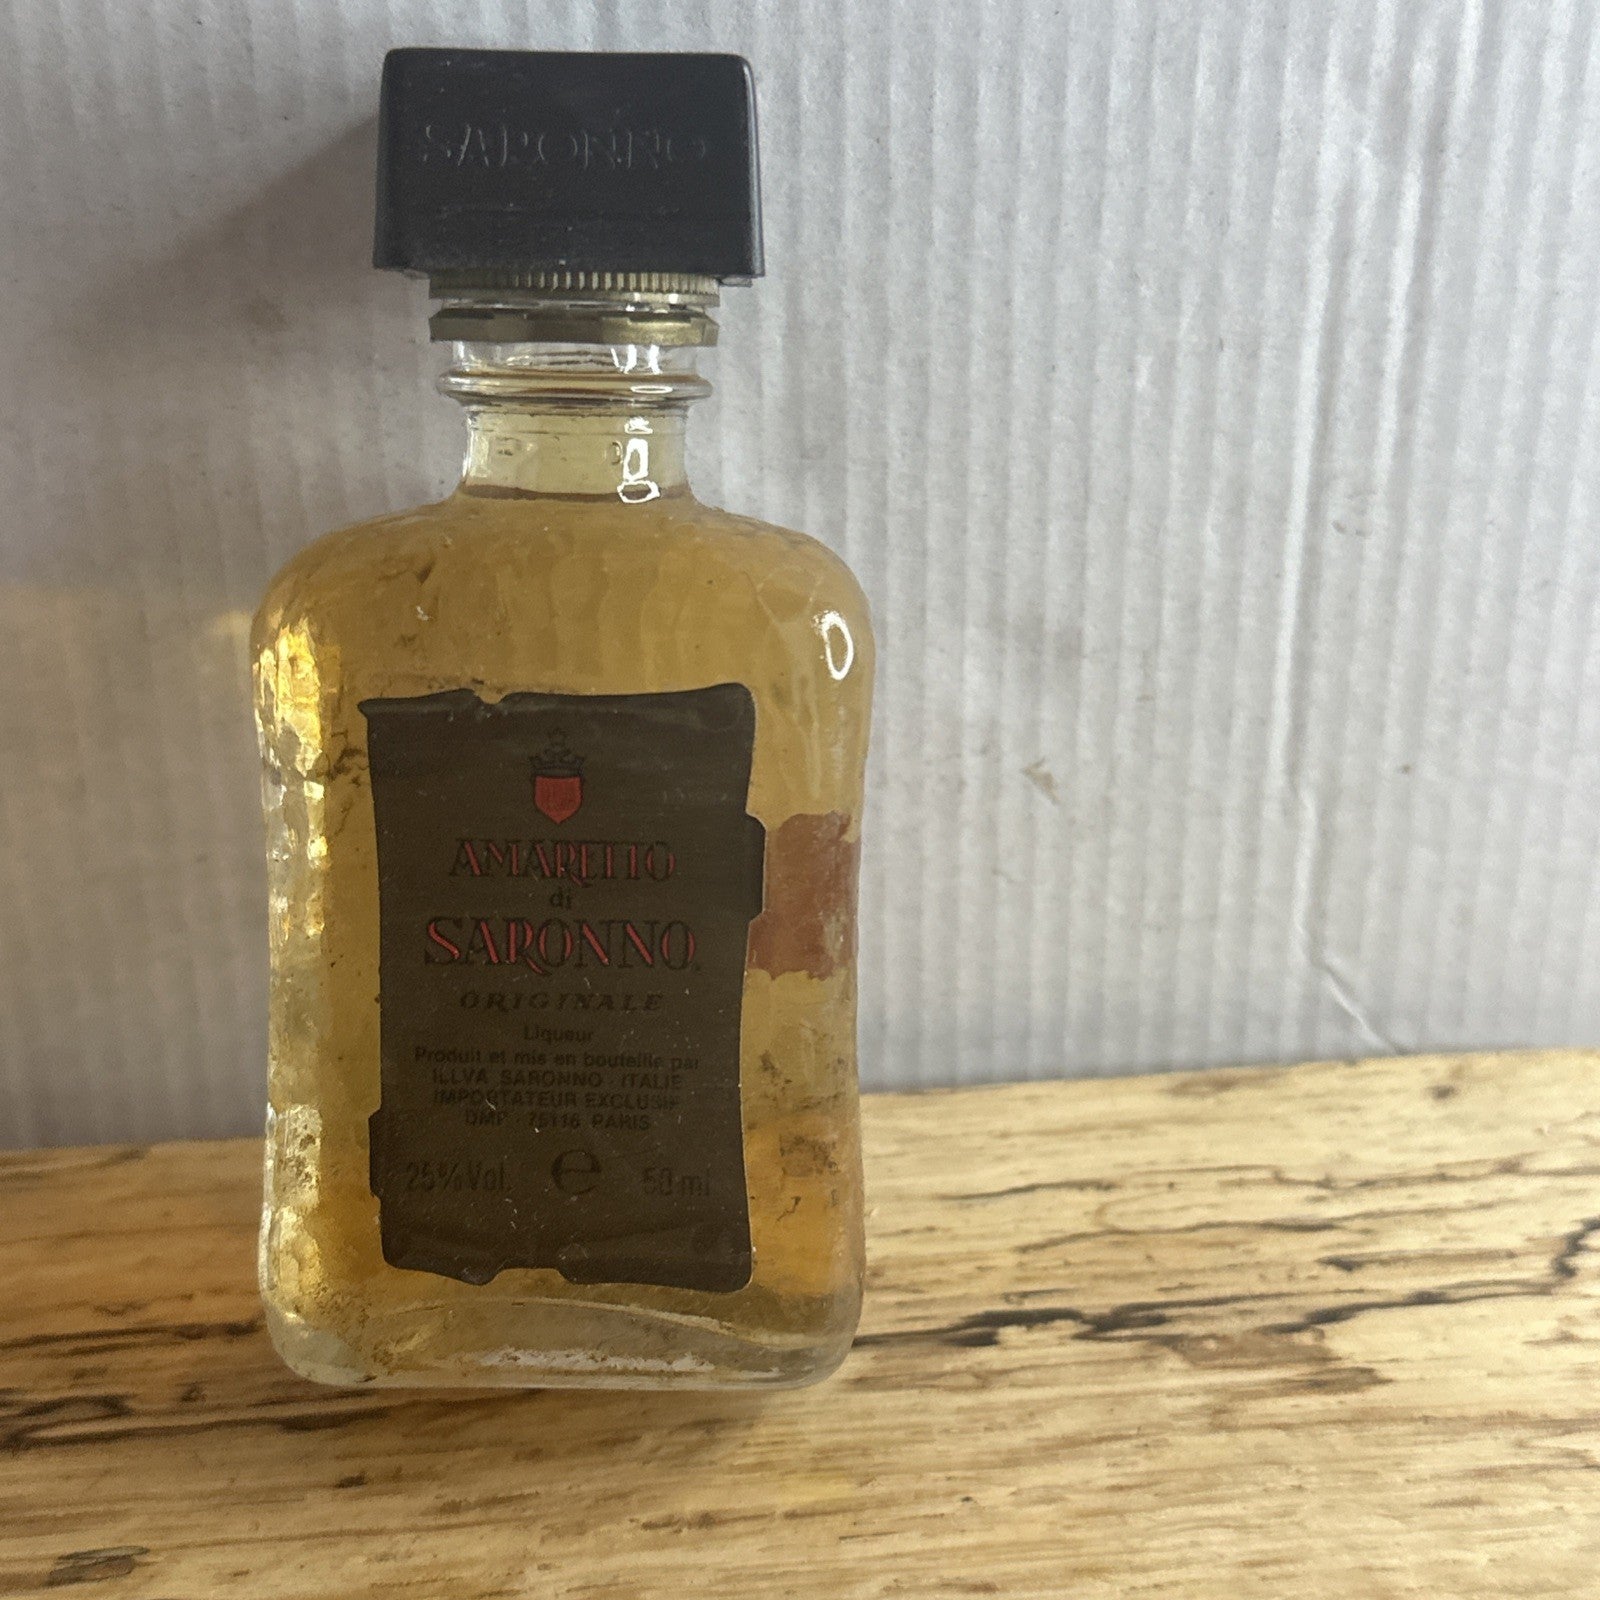 SARONNO
AMARETTO
di
SARONNO.
ORIGINALE
Liqueur
Produit et mis en bouteille par
ILLVA SARONNO - ITALIE
IMPORTATEUR EXCLUSIF
DMP - 75116 PARIS
25% Vol. e 50 ml